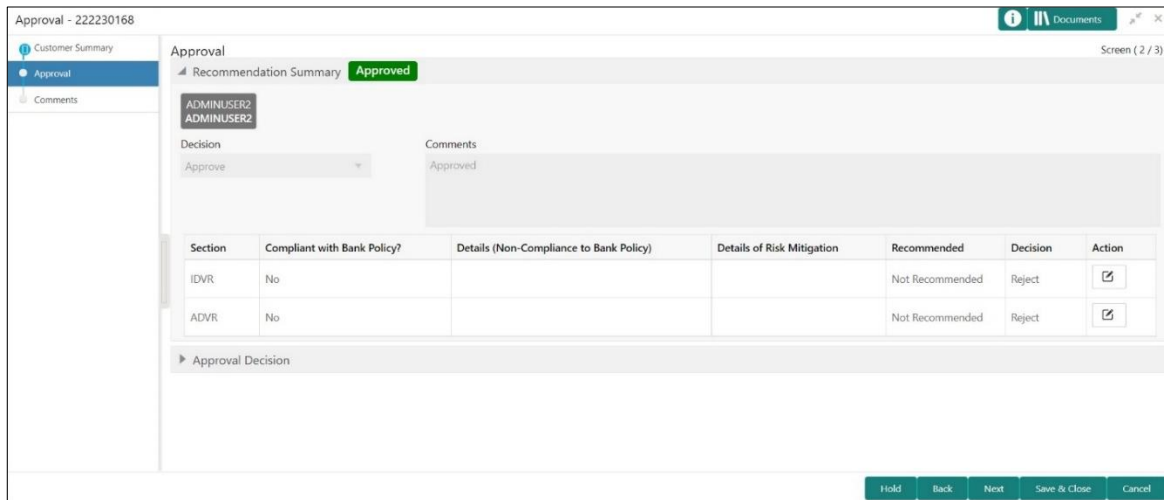 Approval - 222230168
Documents
Customer Summary
Approval
Comments
Approval
Screen ( 2 / 3)
Recommendation Summary Approved
ADMINUSER2
ADMINUSER2
Decision Comments
Approve Approved
Section Compliant with Bank Policy? Details (Non-Compliance to Bank Policy) Details of Risk Mitigation Recommended Decision Action
IDVR No Not Recommended Reject
ADVR No Not Recommended Reject
Approval Decision
Hold Back Next Save & Close Cancel